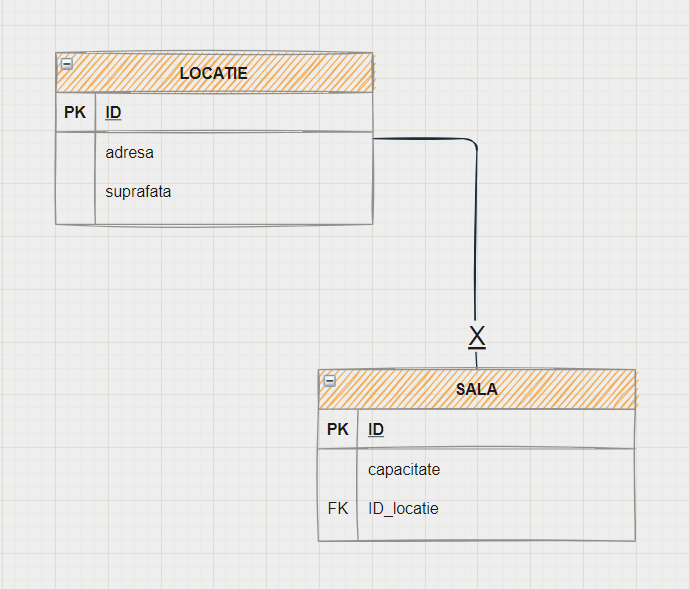 LOCATIE
PK ID
adresa
suprafata
X
SALA
PK ID
capacitate
FK ID_locatie